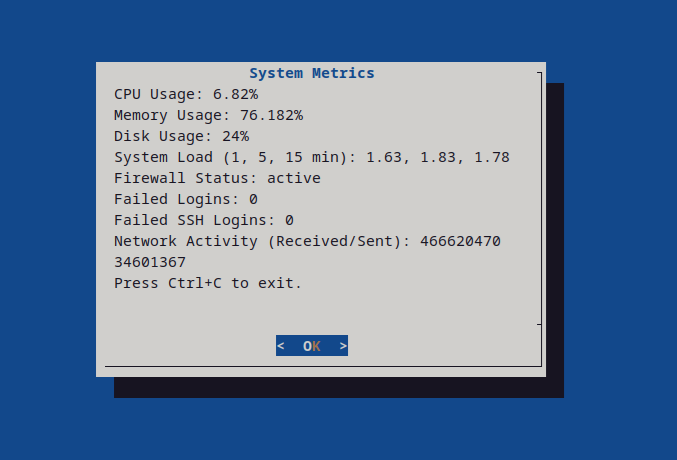 System Metrics
CPU Usage: 6.82%
Memory Usage: 76.182%
Disk Usage: 24%
System Load (1, 5, 15 min): 1.63, 1.83, 1.78
Firewall Status: active
Failed Logins: 0
Failed SSH Logins: 0
Network Activity (Received/Sent): 466620470
34601367
Press Ctrl+C to exit.
< OK >